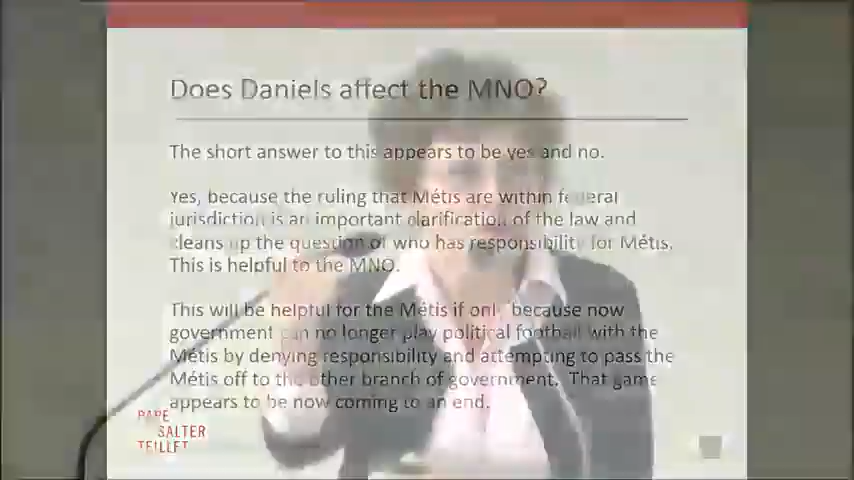 Does Daniels affect the MNO?
The short answer to this appears to be yes and no.
Yes, because the ruling that Métis are within federal
jurisdiction is an important clarification of the law and
cleans up the question of who has responsibility for Métis.
This is helpful to the MNO.
This will be helpful for the Métis if only because now
government can no longer play political football with the
Métis by denying responsibility and attempting to pass the
Métis off to the other branch of government. That game
appears to be now coming to an end.
PAPE
SALTER
TEILLET